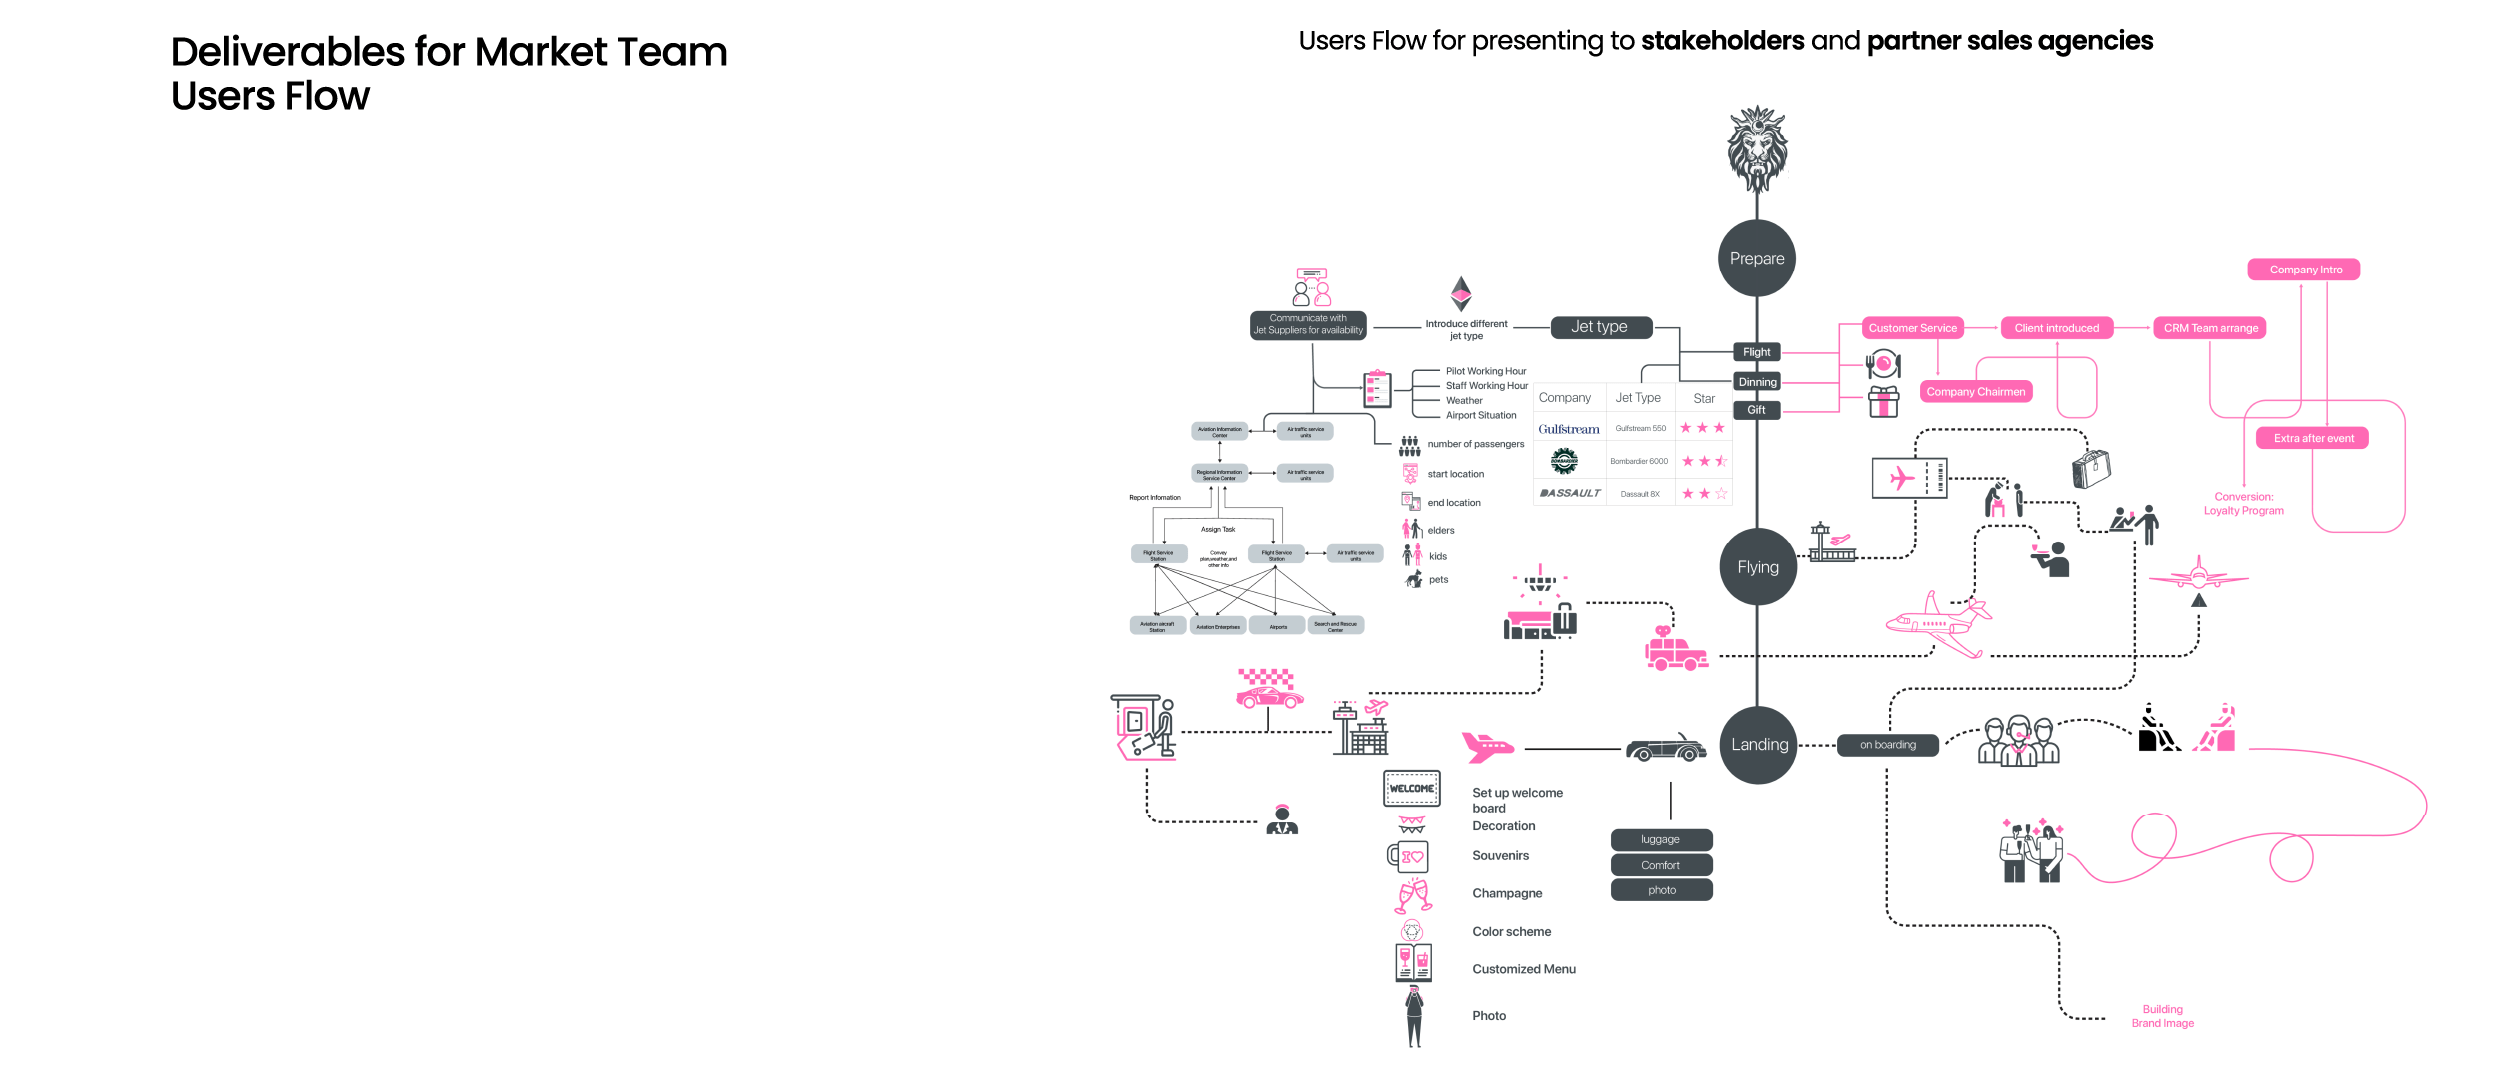 Deliverables for Market Team
Users Flow
Users Flow for presenting to stakeholders and partner sales agencies
Prepare
Company Intro
Communicate with
Jet Suppliers for availability
Introduce different
jet type
Jet type
Customer Service
Client introduced
CRM Team arrange
Flight
Dinning
Gift
Company Chairmen
Extra after event
Conversion:
Loyalty Program
Pilot Working Hour
Staff Working Hour
Weather
Airport Situation
Company
Jet Type
Star
Gulfstream
Gulfstream 550
BOMBARDIER
Bombardier 6000
DASSAULT
Dassault 8X
number of passengers
start location
end location
elders
kids
pets
Aviation Information
Center
Air traffic service
units
Regional Information
Service Center
Air traffic service
units
Report Infomation
Assign Task
Flight Service
Station
Convey
plan,weather,and
other info
Flight Service
Station
Air traffic service
units
Aviation aircraft
Station
Aviation Enterprises
Airports
Search and Rescue
Center
Flying
Landing
on boarding
WELCOME
Set up welcome
board
Decoration
Souvenirs
Champagne
Color scheme
Customized Menu
Photo
luggage
Comfort
photo
Building
Brand Image